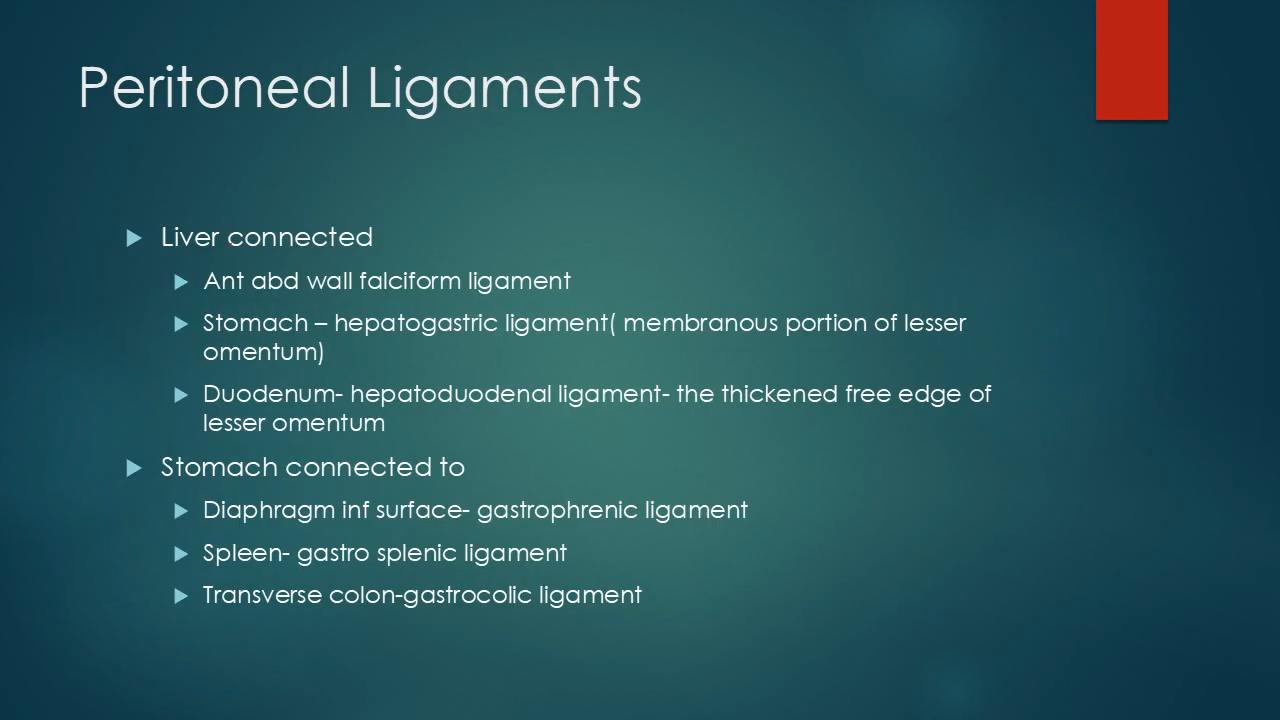 Peritoneal Ligaments
Liver connected
Ant abd wall falciform ligament
Stomach – hepatogastric ligament( membranous portion of lesser
omentum)
Duodenum- hepatoduodenal ligament- the thickened free edge of
lesser omentum
Stomach connected to
Diaphragm inf surface- gastrophrenic ligament
Spleen- gastro splenic ligament
Transverse colon-gastrocolic ligament